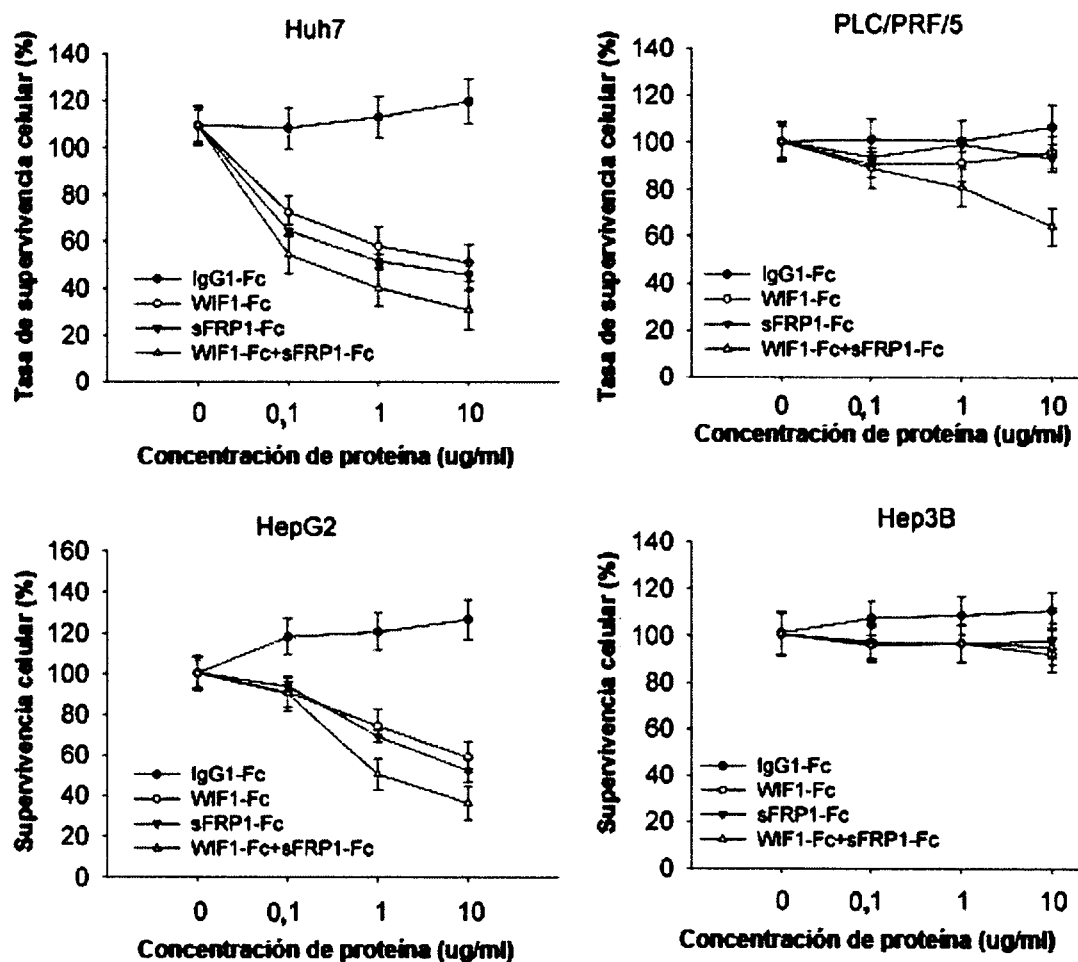 Huh7
Tasa de supervivencia celular (%)
140
120
100
80
60
40
20
0
IgG1-Fc
WIF1-Fc
sFRP1-Fc
WIF1-Fc+sFRP1-Fc
0 0,1 1 10
Concentración de proteína (ug/ml)
PLC/PRF/5
Tasa de supervivencia celular (%)
140
120
100
80
60
40
20
0
IgG1-Fc
WIF1-Fc
sFRP1-Fc
WIF1-Fc+sFRP1-Fc
0 0,1 1 10
Concentración de proteína (ug/ml)
HepG2
Supervivencia celular (%)
160
140
120
100
80
60
40
20
0
IgG1-Fc
WIF1-Fc
sFRP1-Fc
WIF1-Fc+sFRP1-Fc
0 0,1 1 10
Concentración de proteína (ug/ml)
Hep3B
Supervivencia celular (%)
140
120
100
80
60
40
20
0
IgG1-Fc
WIF1-Fc
sFRP1-Fc
WIF1-Fc+sFRP1-Fc
0 0,1 1 10
Concentración de proteína (ug/ml)